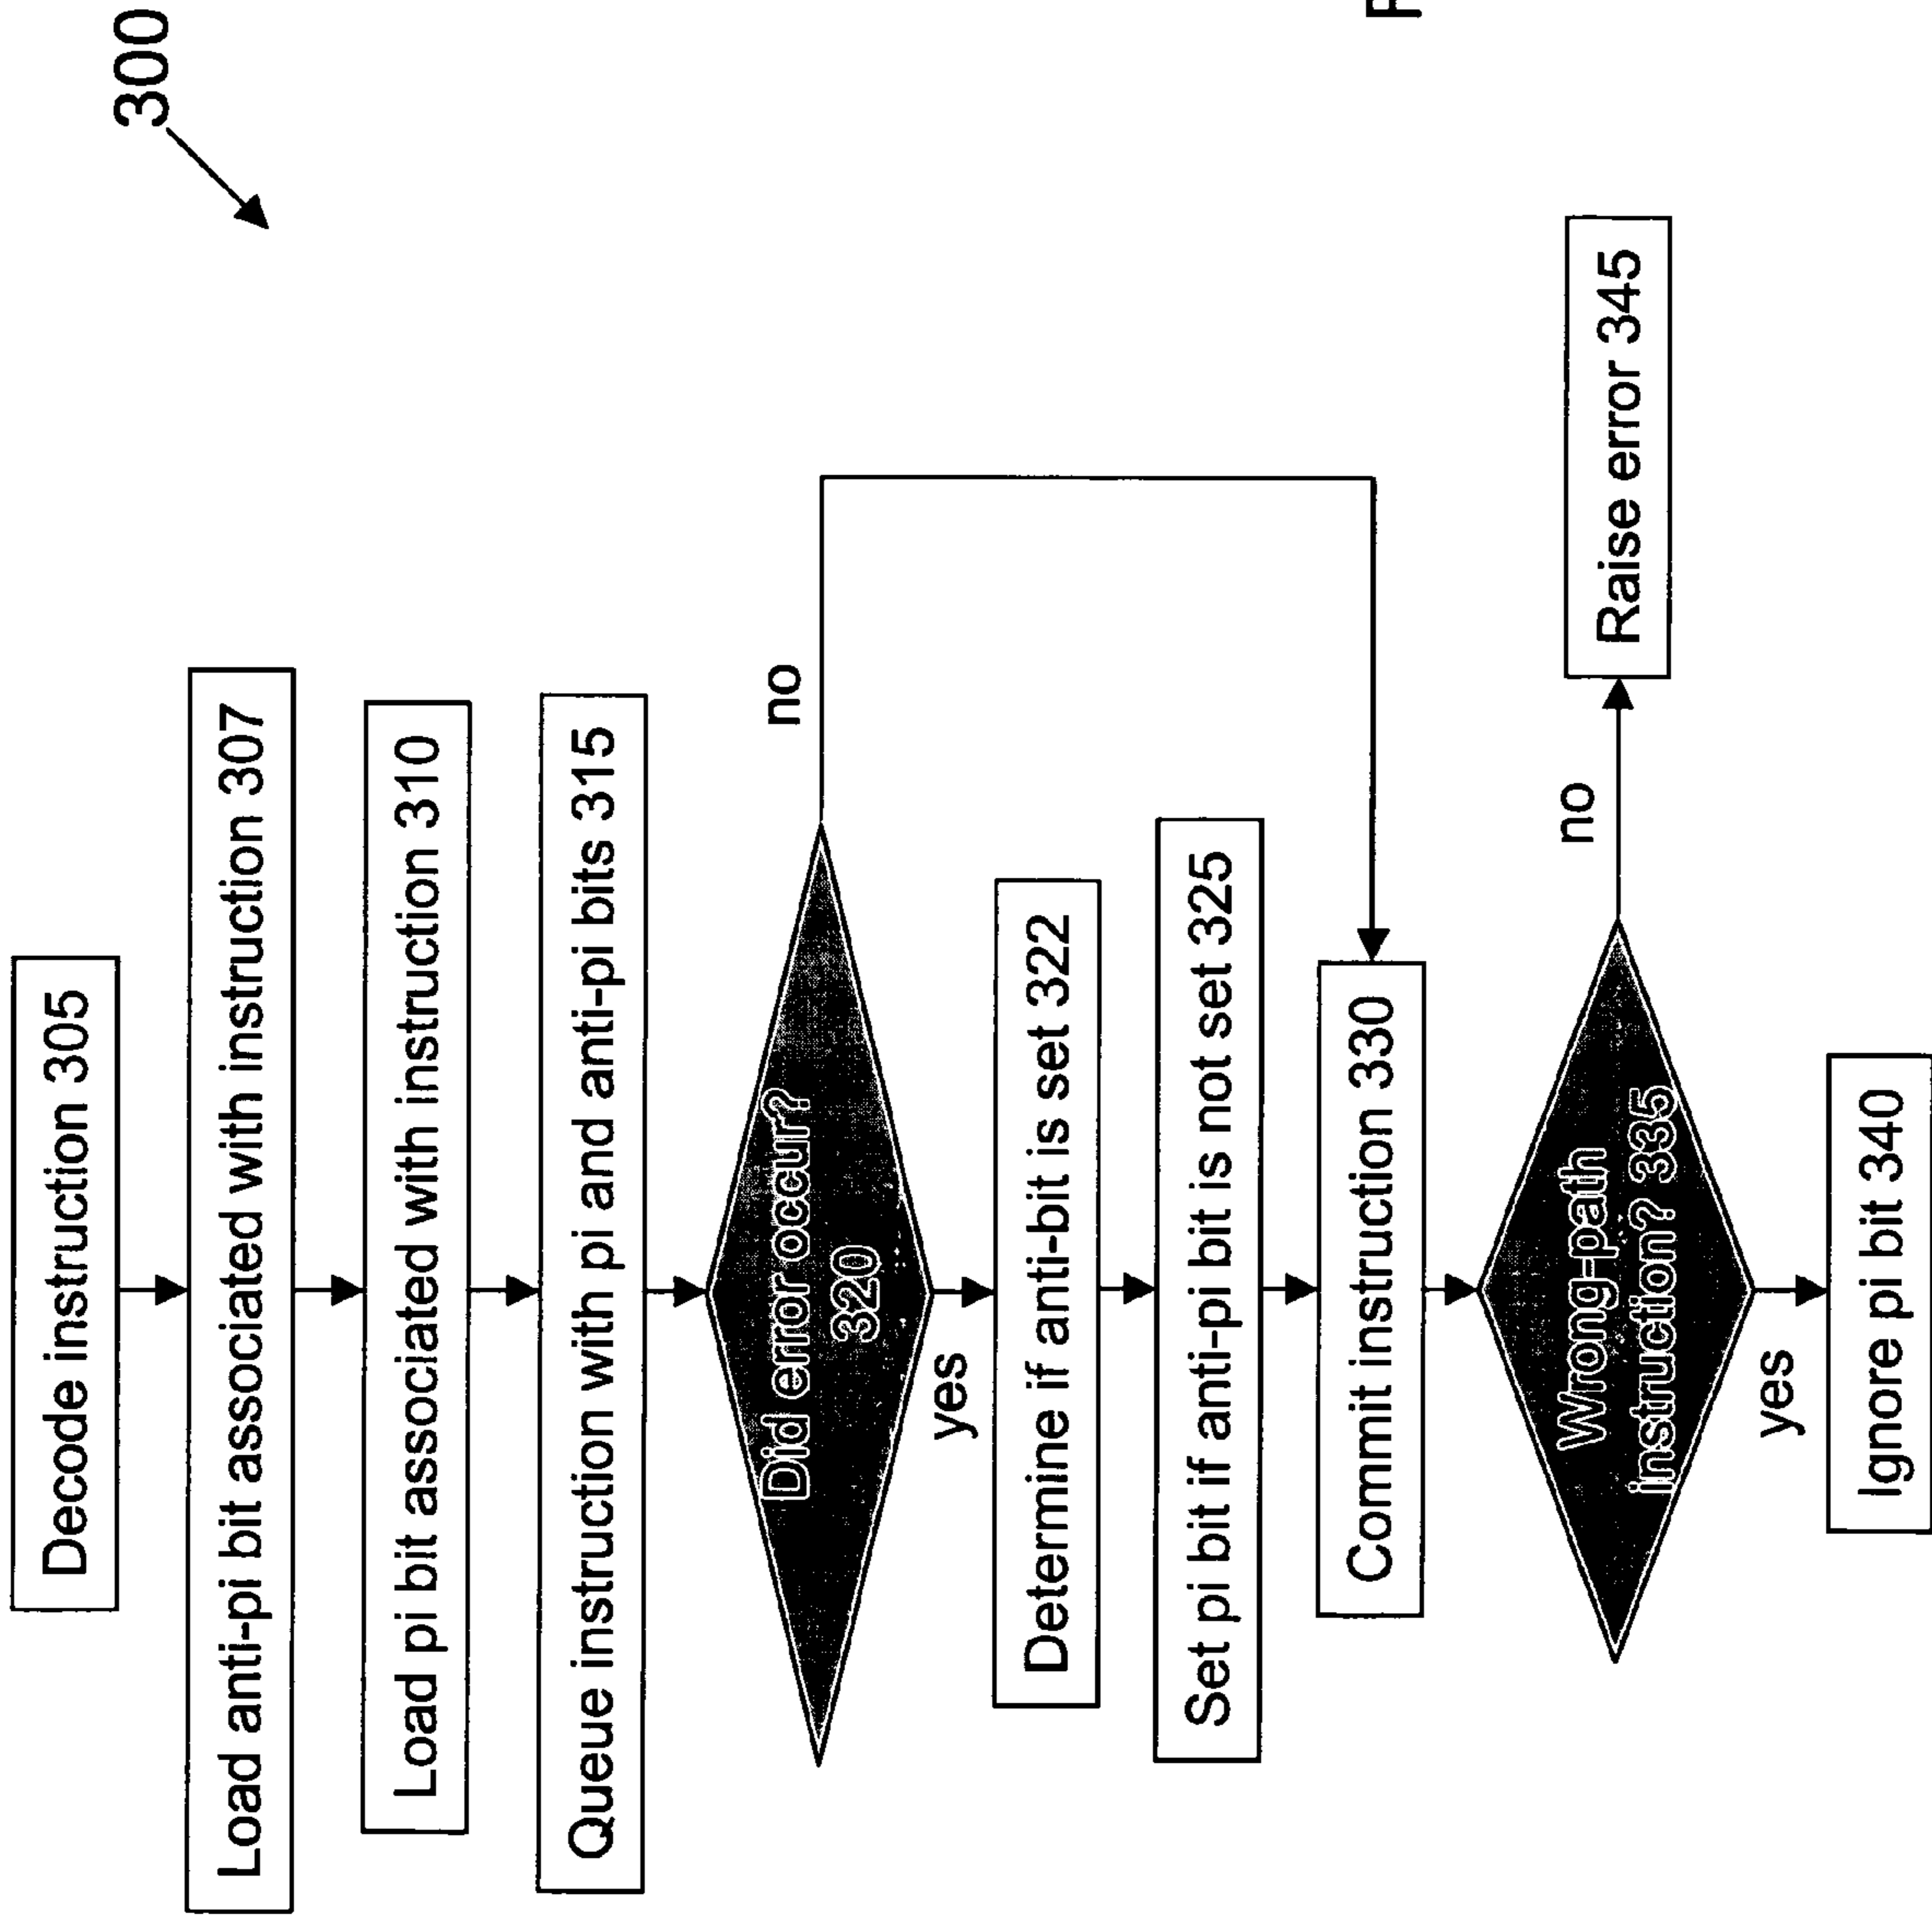 300
Decode instruction 305
Load anti-pi bit associated with instruction 307
Load pi bit associated with instruction 310
Queue instruction with pi and anti-pi bits 315
Did error occur?
320
no
yes
Determine if anti-bit is set 322
Set pi bit if anti-pi bit is not set 325
Commit instruction 330
Wrong-path
instruction? 335
no
Raise error 345
yes
Ignore pi bit 340